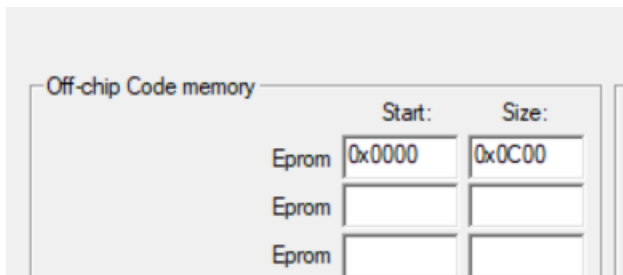 Off-chip Code memory
Start: Size:
Eprom 0x0000 0x0C00
Eprom
Eprom